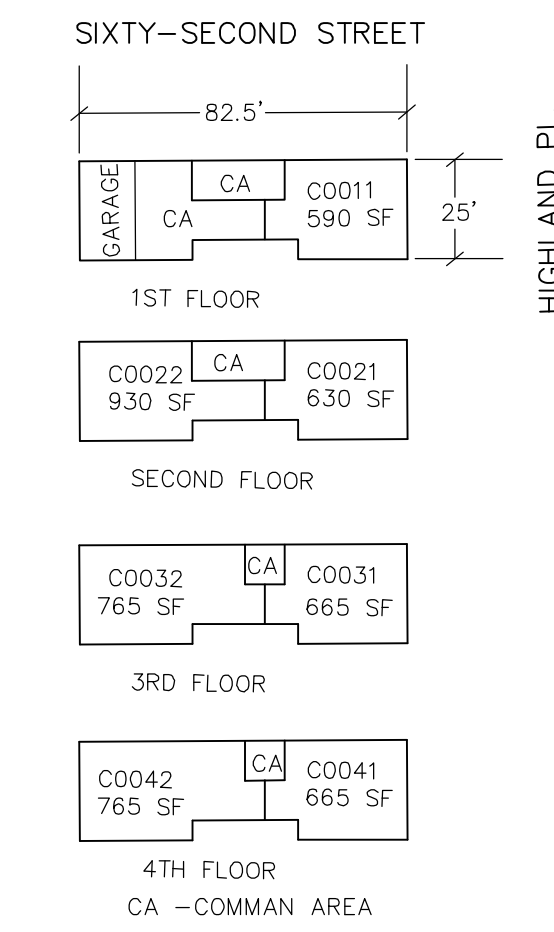 SIXTY-SECOND STREET
82.5'
HIGHLAND PL
GARAGE
CA
CA
C0011
590 SF
25'
1ST FLOOR
C0022
930 SF
CA
C0021
630 SF
SECOND FLOOR
C0032
765 SF
CA
C0031
665 SF
3RD FLOOR
C0042
765 SF
CA
C0041
665 SF
4TH FLOOR
CA -COMMAN AREA